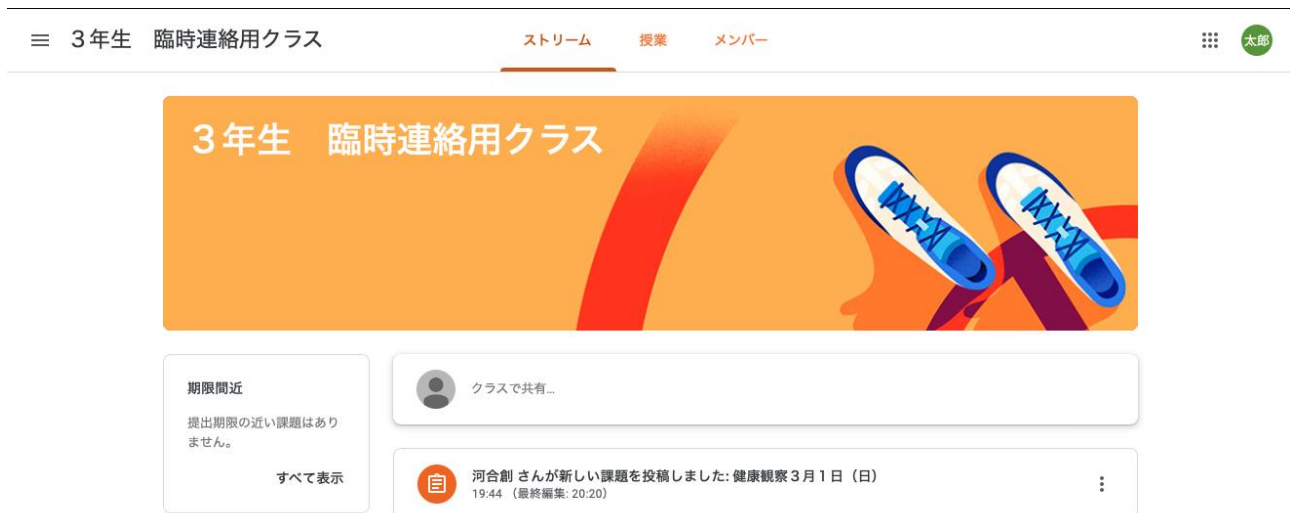 ３年生　臨時連絡用クラス
ストリーム
授業
メンバー
太郎
３年生　臨時連絡用クラス
期限間近
提出期限の近い課題はあり
ません。
すべて表示
クラスで共有…
河合創 さんが新しい課題を投稿しました: 健康観察３月１日（日）
19:44 （最終編集: 20:20）